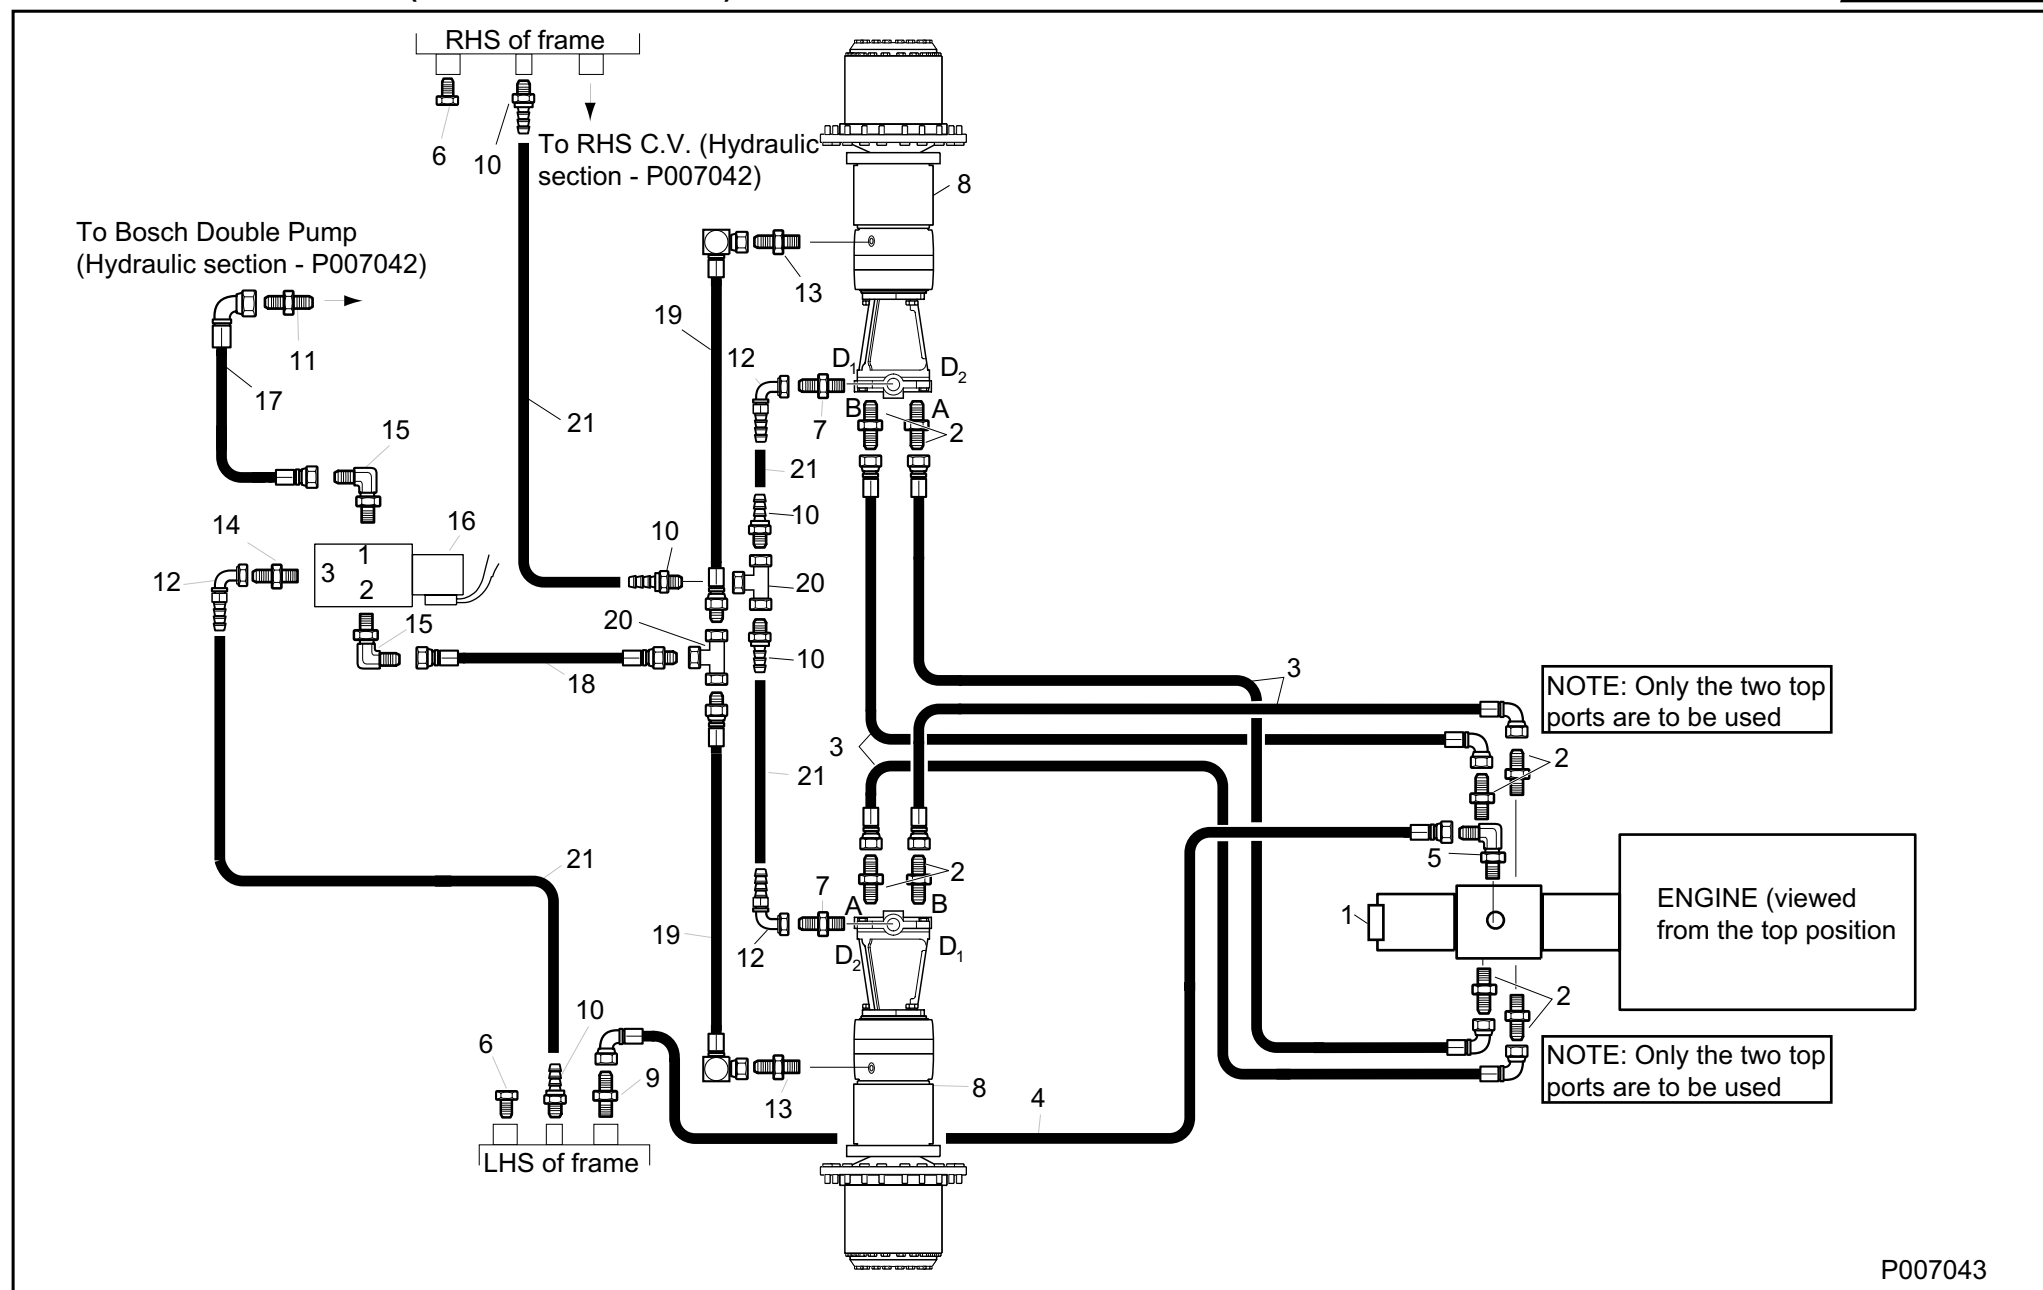 RHS of frame
6
10
To RHS C.V. (Hydraulic
section - P007042)
8
To Bosch Double Pump
(Hydraulic section - P007042)
13
11
19
12
D1
D2
17
21
B
A
7
2
15
21
14
16
10
10
1
3
2
12
20
15
20
10
18
3
NOTE: Only the two top
ports are to be used
3
2
21
21
5
2
7
A
B
1
ENGINE (viewed
from the top position
19
12
D2
D1
10
2
6
9
8
13
4
NOTE: Only the two top
ports are to be used
LHS of frame
P007043